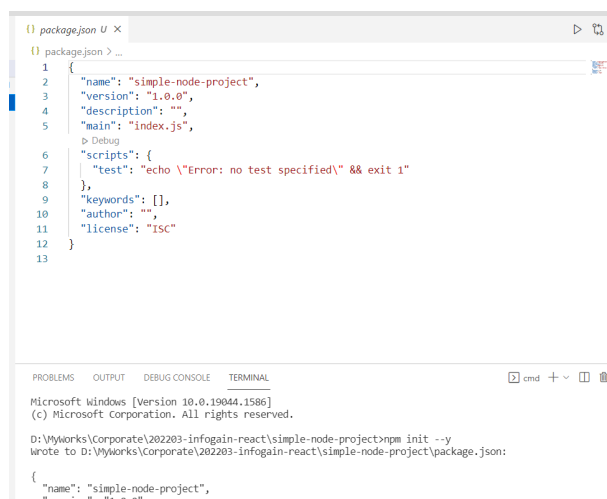 {} package.json U ×
{} package.json > ...
1 {
2 "name": "simple-node-project",
3 "version": "1.0.0",
4 "description": "",
5 "main": "index.js",
▷ Debug
6 "scripts": {
7 "test": "echo \"Error: no test specified\" && exit 1"
8 },
9 "keywords": [],
10 "author": "",
11 "license": "ISC"
12 }
13
PROBLEMS OUTPUT DEBUG CONSOLE TERMINAL cmd
Microsoft Windows [Version 10.0.19044.1586]
(c) Microsoft Corporation. All rights reserved.
D:\MyWorks\Corporate\202203-infogain-react\simple-node-project>npm init --y
Wrote to D:\MyWorks\Corporate\202203-infogain-react\simple-node-project\package.json:
{
"name": "simple-node-project",